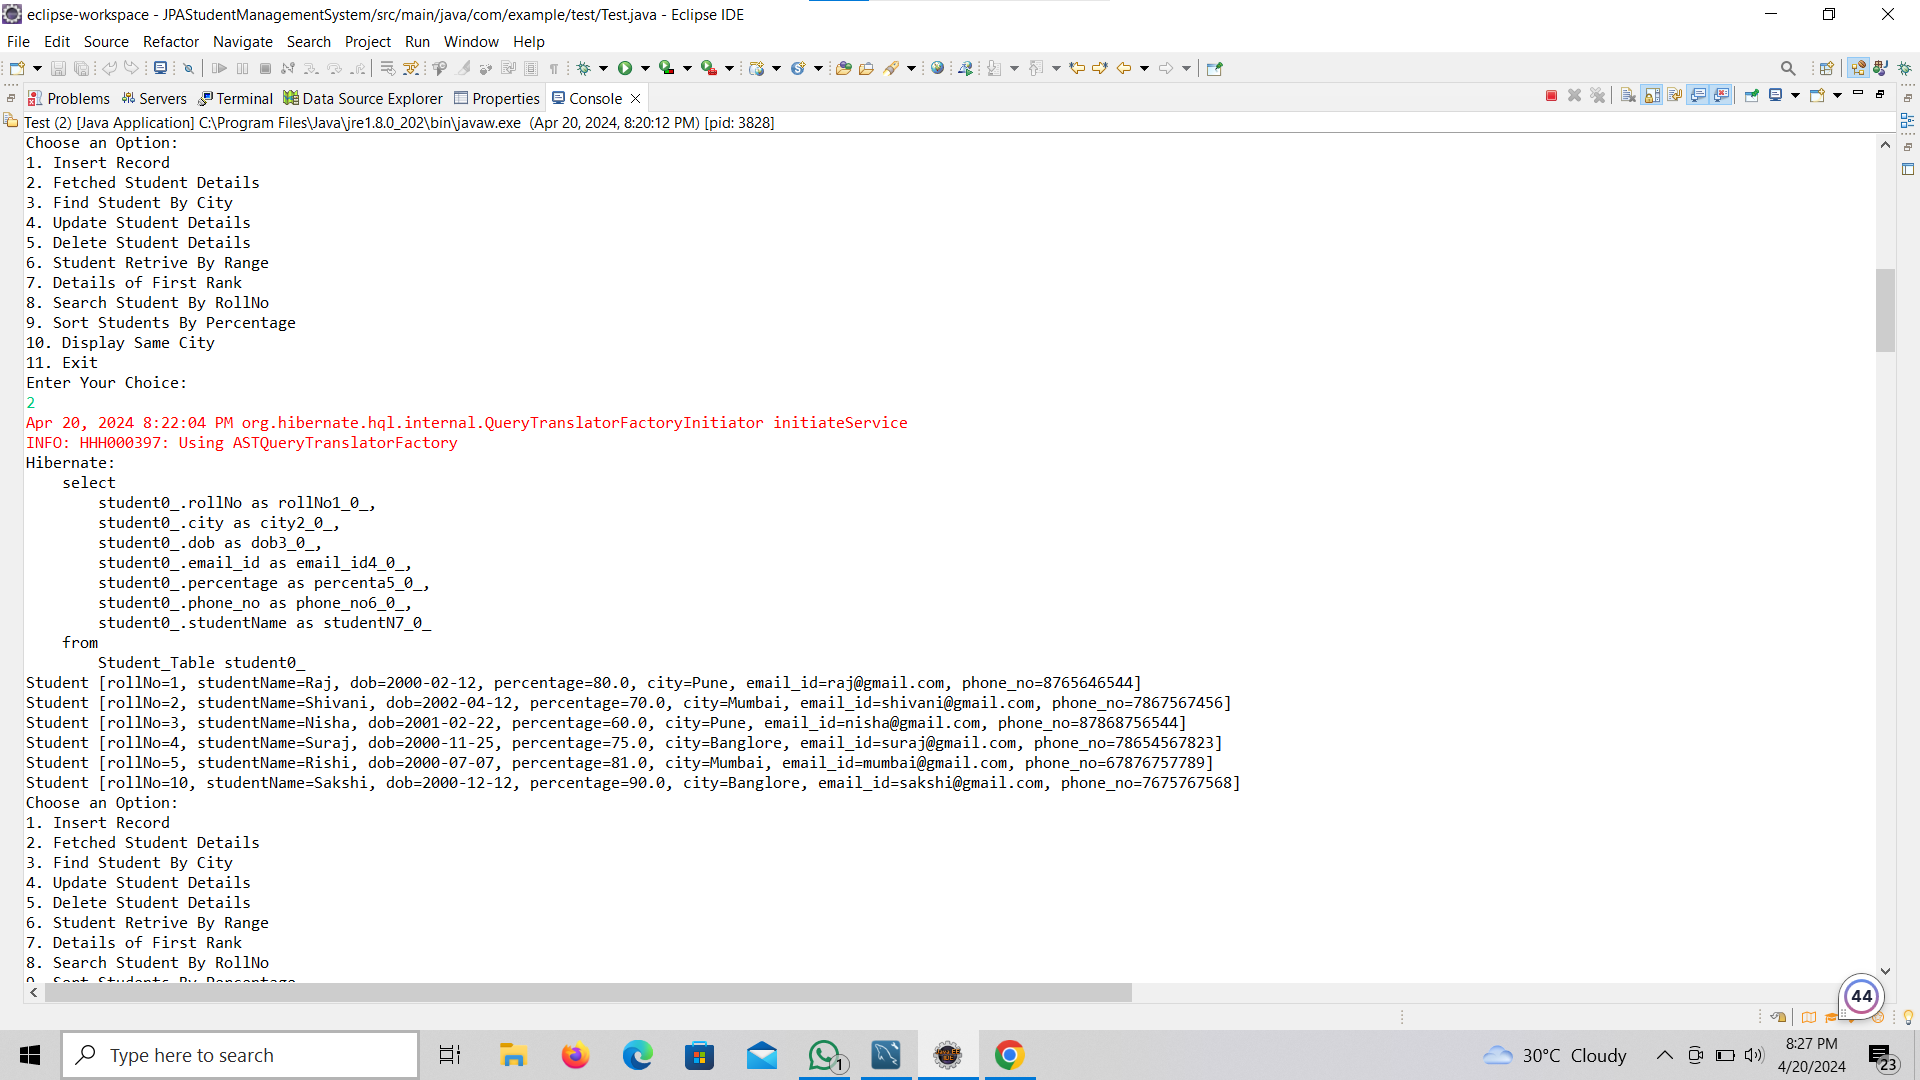 eclipse-workspace - JPAStudentManagementSystem/src/main/java/com/example/test/Test.java - Eclipse IDE
File Edit Source Refactor Navigate Search Project Run Window Help
Problems Servers Terminal Data Source Explorer Properties Console
Test (2) [Java Application] C:\Program Files\Java\jre1.8.0_202\bin\javaw.exe (Apr 20, 2024, 8:20:12 PM) [pid: 3828]
Choose an Option:
1. Insert Record
2. Fetched Student Details
3. Find Student By City
4. Update Student Details
5. Delete Student Details
6. Student Retrive By Range
7. Details of First Rank
8. Search Student By RollNo
9. Sort Students By Percentage
10. Display Same City
11. Exit
Enter Your Choice:
2
Apr 20, 2024 8:22:04 PM org.hibernate.hql.internal.QueryTranslatorFactoryInitiator initiateService
INFO: HHH000397: Using ASTQueryTranslatorFactory
Hibernate:
select
student0_.rollNo as rollNo1_0_,
student0_.city as city2_0_,
student0_.dob as dob3_0_,
student0_.email_id as email_id4_0_,
student0_.percentage as percenta5_0_,
student0_.phone_no as phone_no6_0_,
student0_.studentName as studentN7_0_
from
Student_Table student0_
Student [rollNo=1, studentName=Raj, dob=2000-02-12, percentage=80.0, city=Pune, email_id=raj@gmail.com, phone_no=8765646544]
Student [rollNo=2, studentName=Shivani, dob=2002-04-12, percentage=70.0, city=Mumbai, email_id=shivani@gmail.com, phone_no=7867567456]
Student [rollNo=3, studentName=Nisha, dob=2001-02-22, percentage=60.0, city=Pune, email_id=nisha@gmail.com, phone_no=87868756544]
Student [rollNo=4, studentName=Suraj, dob=2000-11-25, percentage=75.0, city=Banglore, email_id=suraj@gmail.com, phone_no=78654567823]
Student [rollNo=5, studentName=Rishi, dob=2000-07-07, percentage=81.0, city=Mumbai, email_id=mumbai@gmail.com, phone_no=67876757789]
Student [rollNo=10, studentName=Sakshi, dob=2000-12-12, percentage=90.0, city=Banglore, email_id=sakshi@gmail.com, phone_no=7675767568]
Choose an Option:
1. Insert Record
2. Fetched Student Details
3. Find Student By City
4. Update Student Details
5. Delete Student Details
6. Student Retrive By Range
7. Details of First Rank
8. Search Student By RollNo
9. Sort Students By Percentage
44
Type here to search
1
30°C Cloudy
8:27 PM
4/20/2024
23